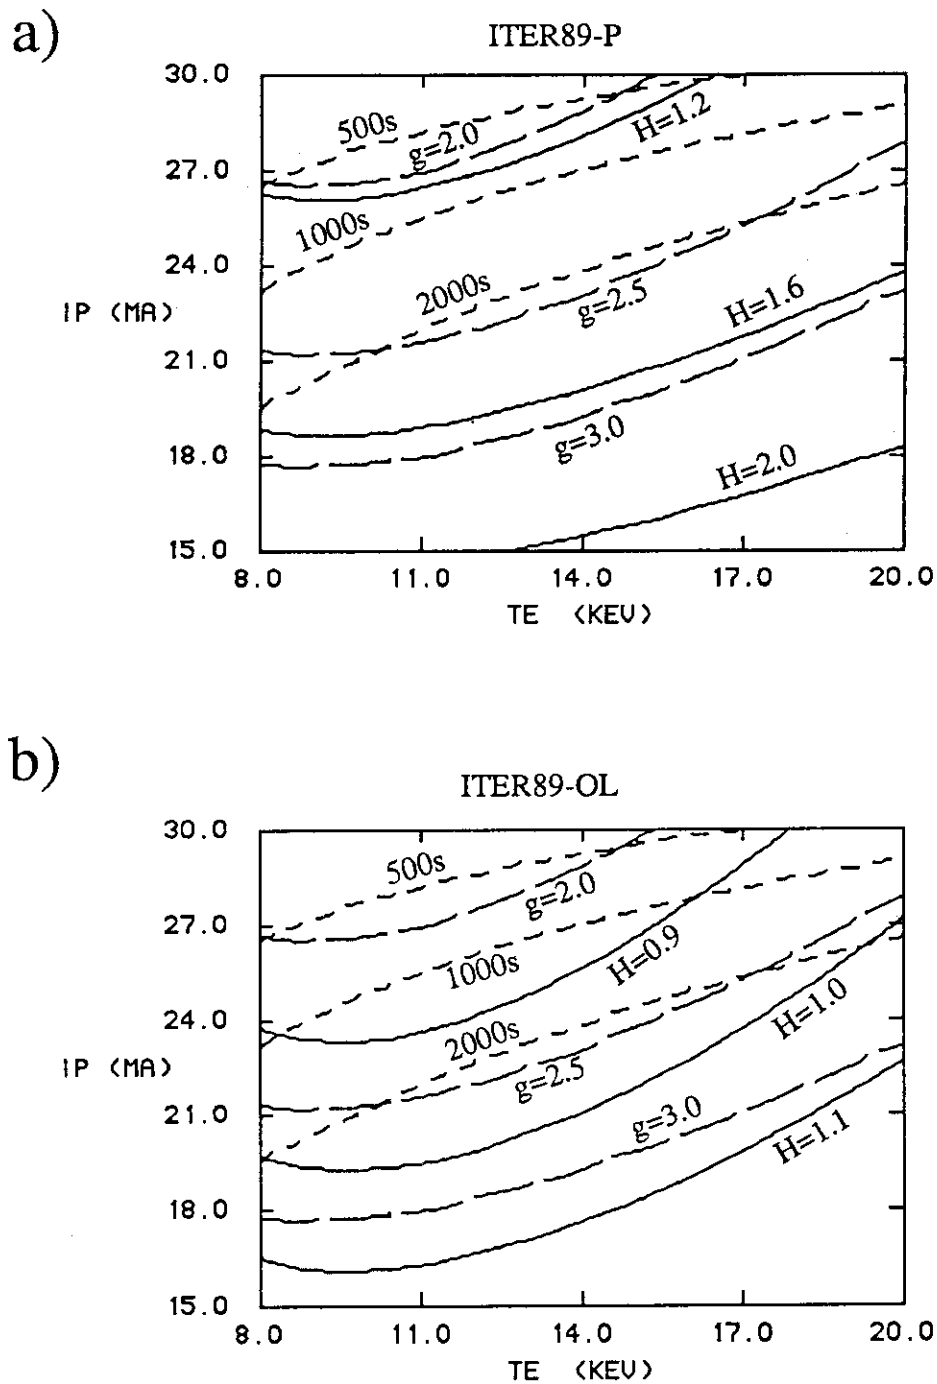 a)
ITER89-P
30.0
27.0
24.0
21.0
18.0
15.0
IP (MA)
500s
g=2.0
H=1.2
1000s
2000s
g=2.5
H=1.6
g=3.0
H=2.0
8.0 11.0 14.0 17.0 20.0
TE (KEV)
b)
ITER89-OL
30.0
27.0
24.0
21.0
18.0
15.0
IP (MA)
500s
g=2.0
1000s
H=0.9
2000s
g=2.5
H=1.0
g=3.0
H=1.1
8.0 11.0 14.0 17.0 20.0
TE (KEV)